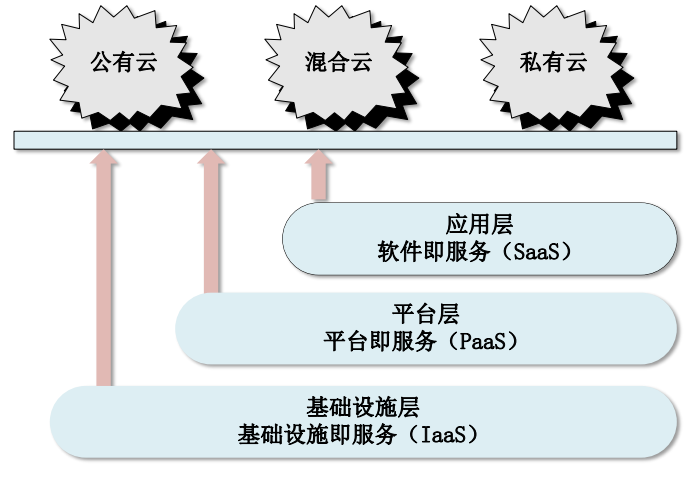 公有云
混合云
私有云
应用层
软件即服务（SaaS）
平台层
平台即服务（PaaS）
基础设施层
基础设施即服务（IaaS）